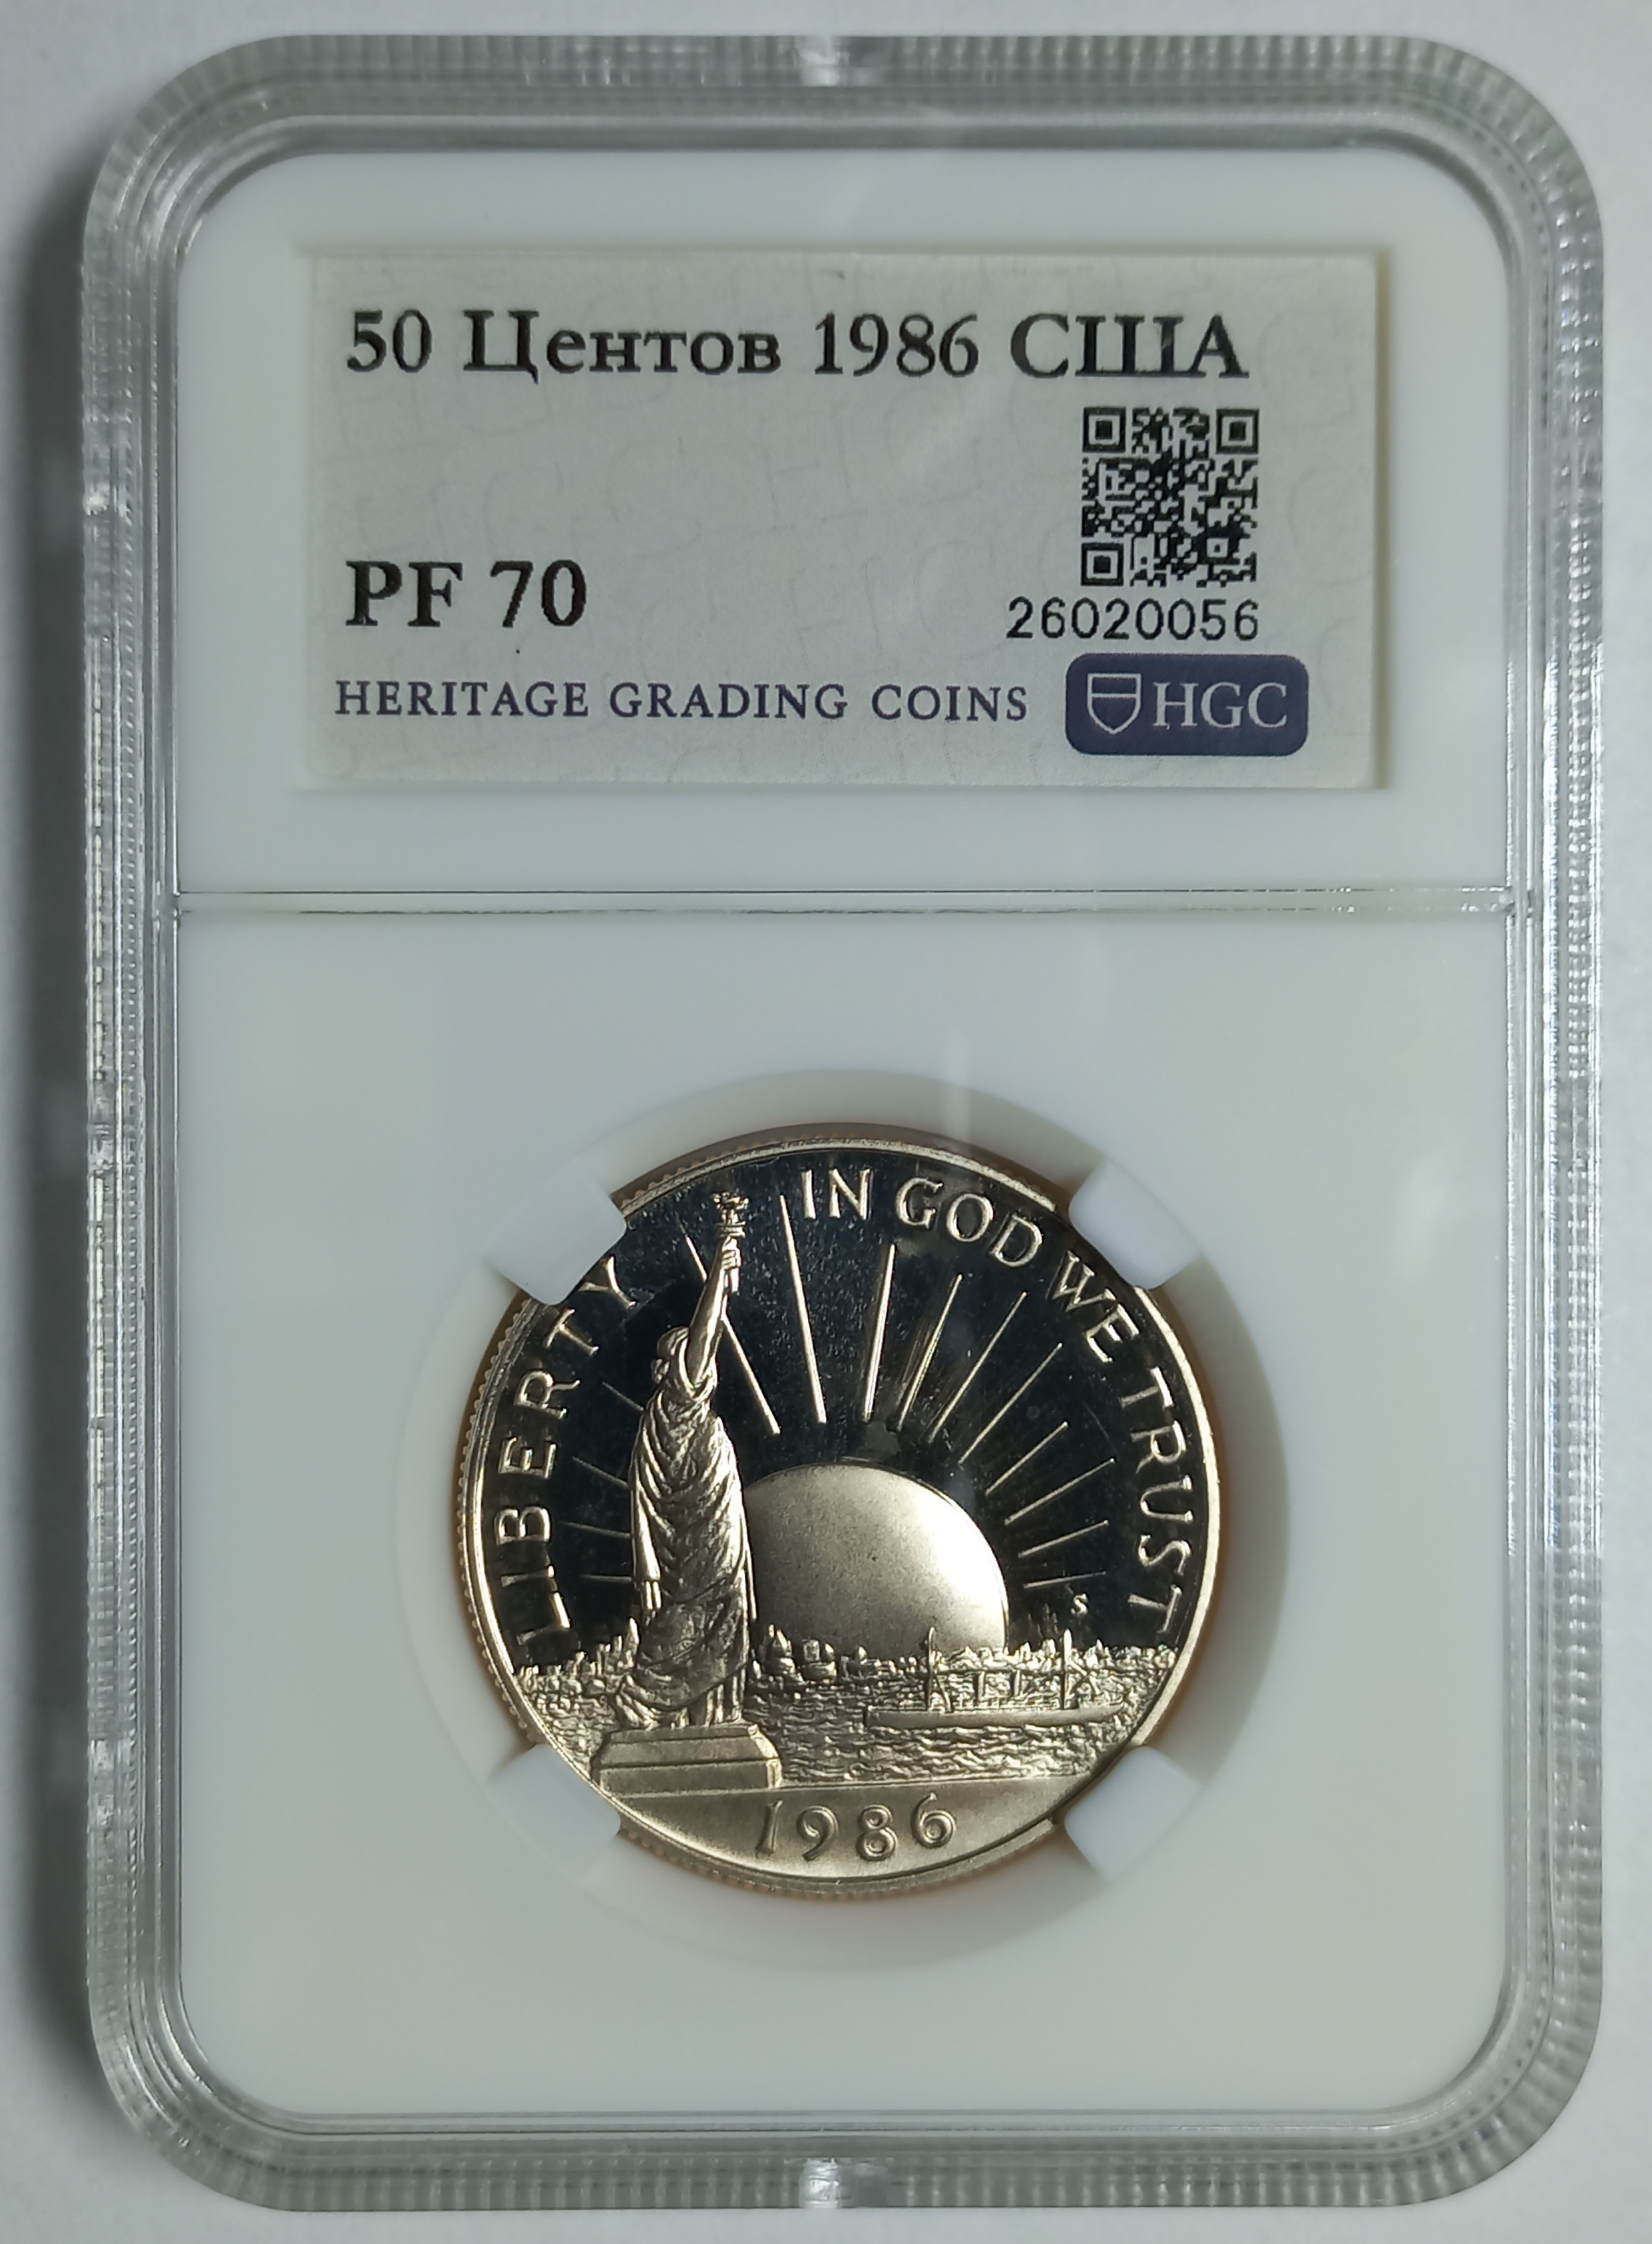 50 Центов 1986 США
PF 70
26020056
HERITAGE GRADING COINS
HGC
LIBERTY
IN GOD WE TRUST
S
1986